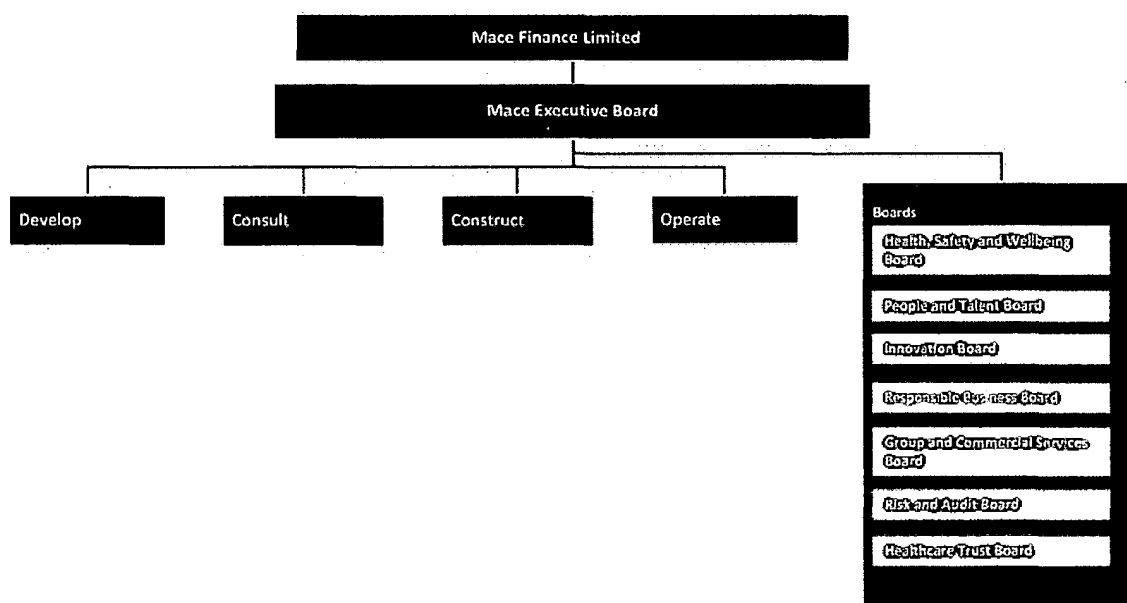 Mace Finance Limited
Mace Executive Board
Develop
Consult
Construct
Operate
Boards
Health, Safety and Wellbeing
Board
People and Talent Board
Innovation Board
Responsible Business Board
Group and Commercial Services
Board
Risk and Audit Board
Healthcare Trust Board